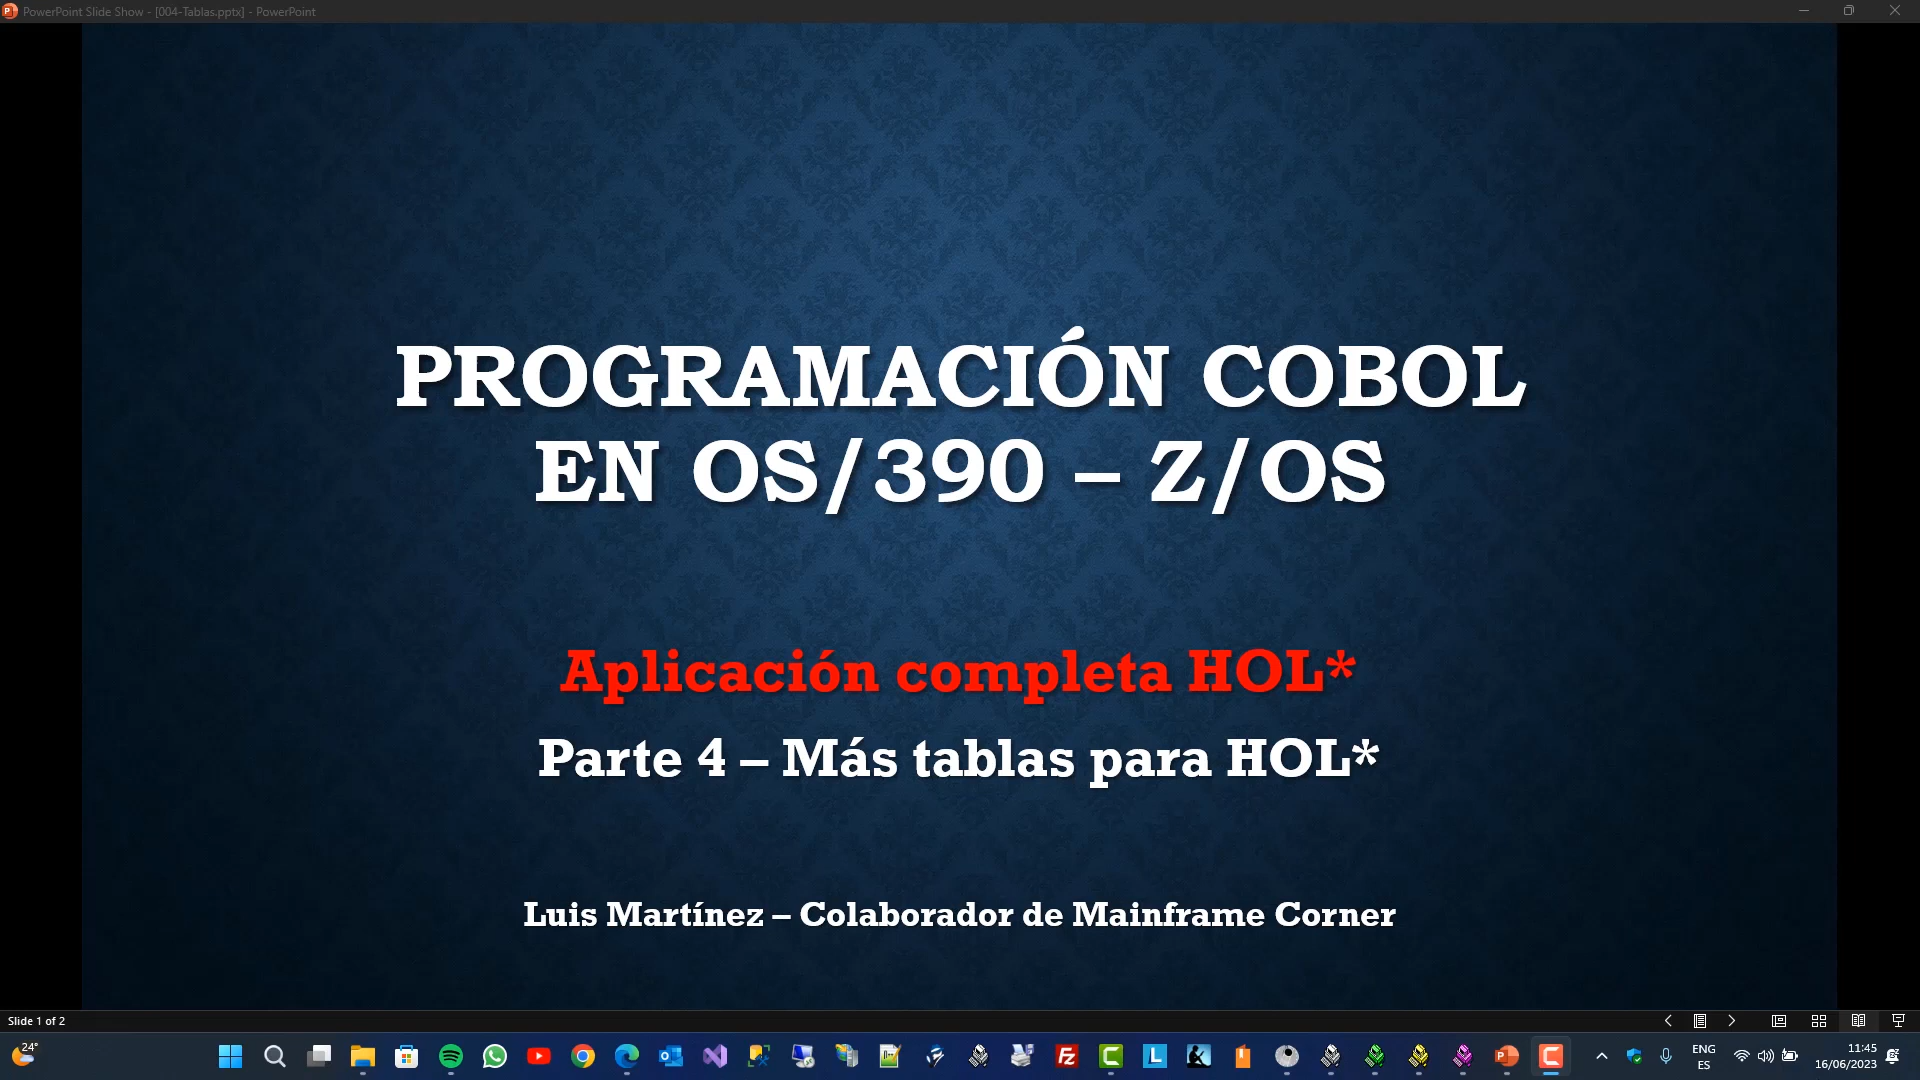 PowerPoint Slide Show - [004-Tablas.pptx] - PowerPoint
PROGRAMACIÓN COBOL
EN OS/390 – Z/OS
Aplicación completa HOL*
Parte 4 – Más tablas para HOL*
Luis Martínez – Colaborador de Mainframe Corner
Slide 1 of 2
24°
ENG
ES
11:45
16/06/2023